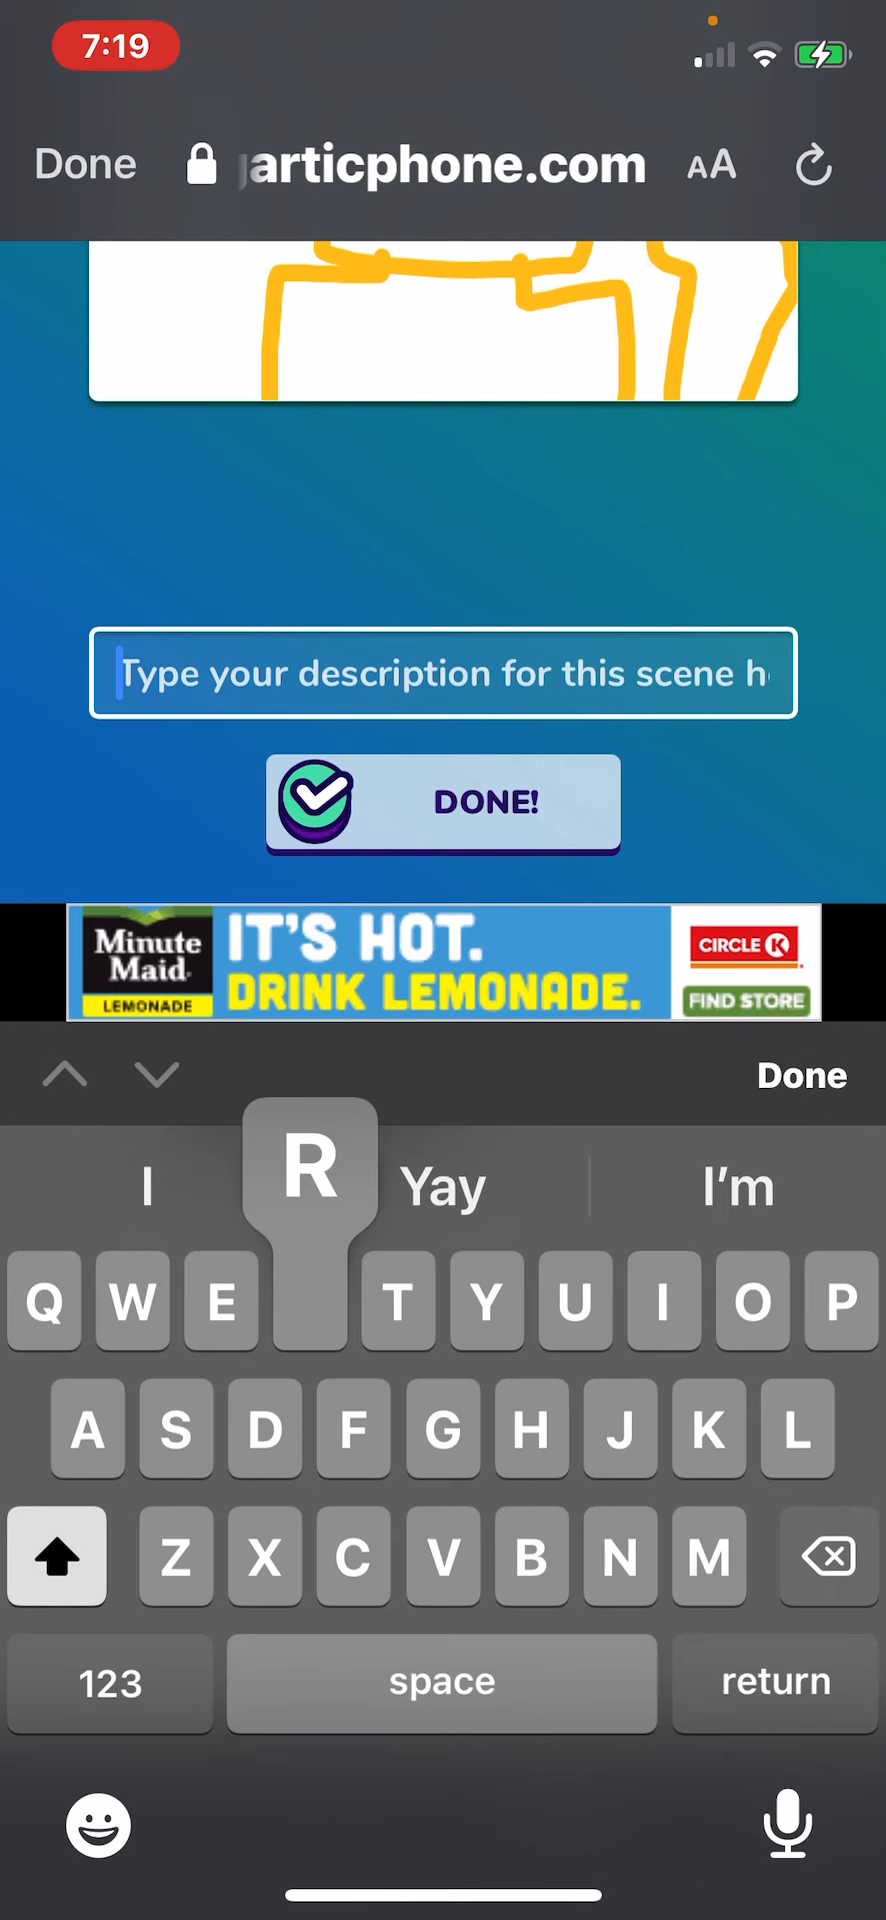 7:19
Done
garticphone.com
AA
Type your description for this scene h
DONE!
Minute
Maid
LEMONADE
IT'S HOT.
DRINK LEMONADE.
CIRCLE K
FIND STORE
Done
I
R
Yay
I'm
Q W E T Y U I O P
A S D F G H J K L
Z X C V B N M
123
space
return